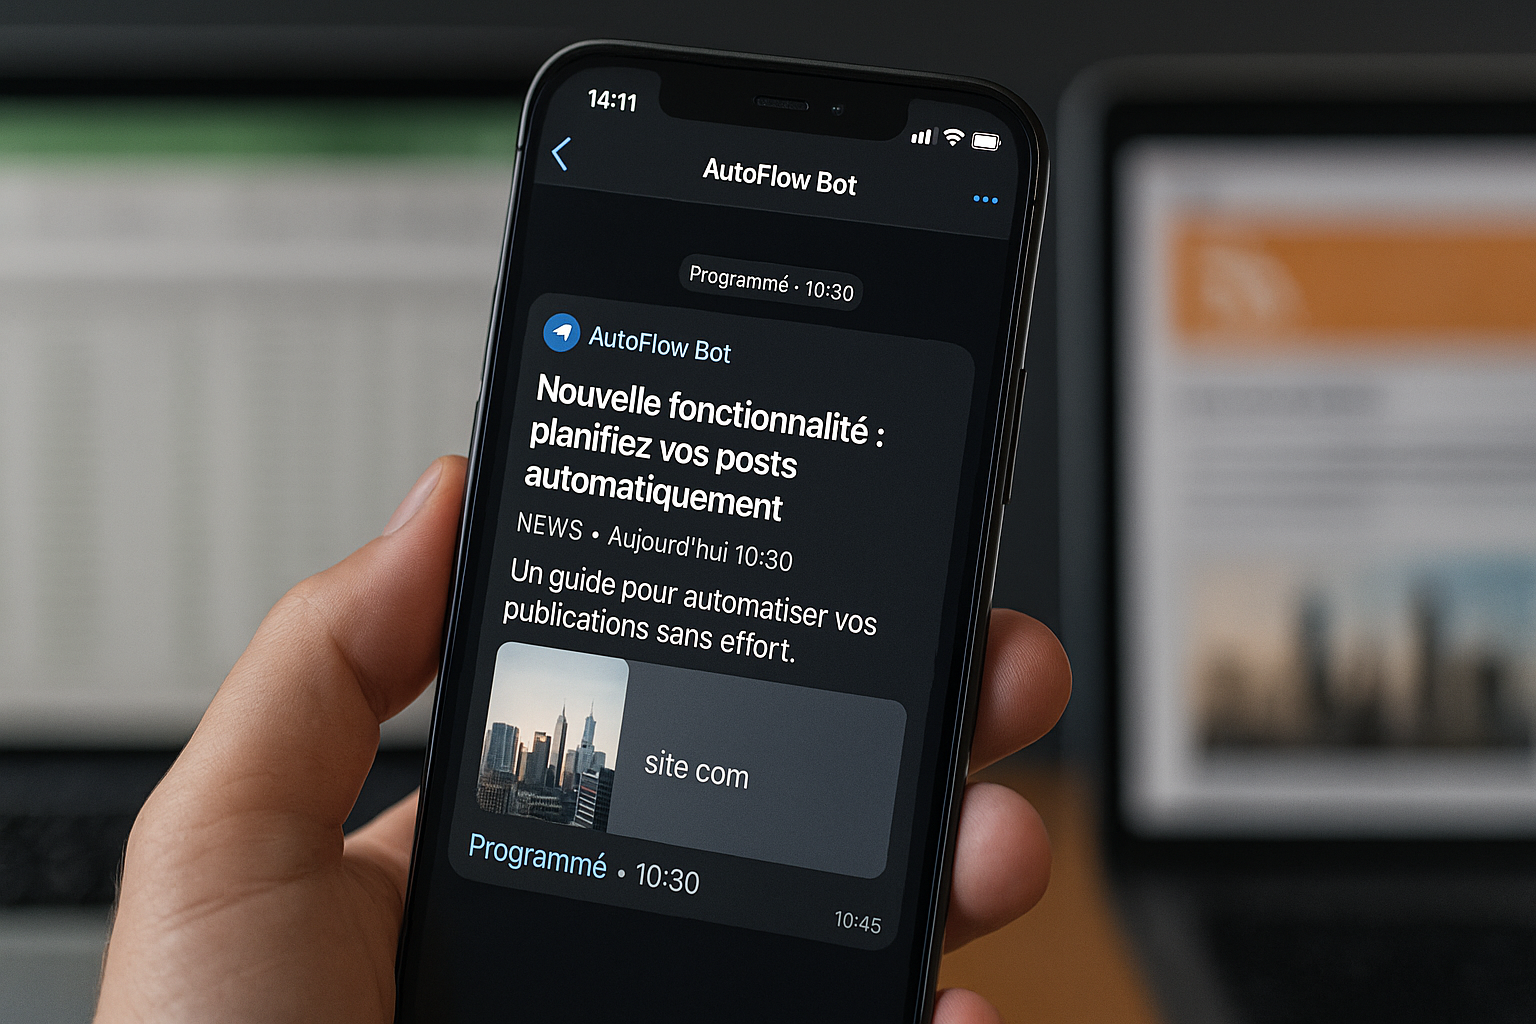 14:11
AutoFlow Bot
Programmé · 10:30
AutoFlow Bot
Nouvelle fonctionnalité :
planifiez vos posts
automatiquement
NEWS • Aujourd'hui 10:30
Un guide pour automatiser vos
publications sans effort.
site com
Programmé • 10:30
10:45